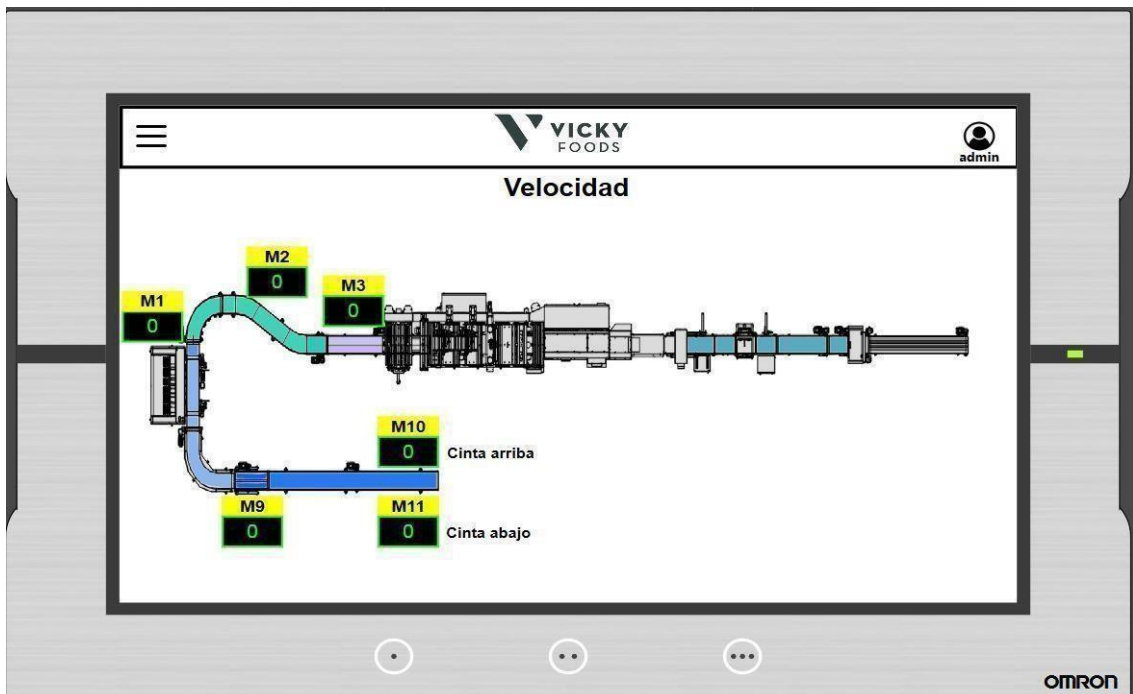 VICKY
FOODS
admin
Velocidad
M2
0
M3
0
M1
0
M10
0 Cinta arriba
M9
0
M11
0 Cinta abajo
OMRON